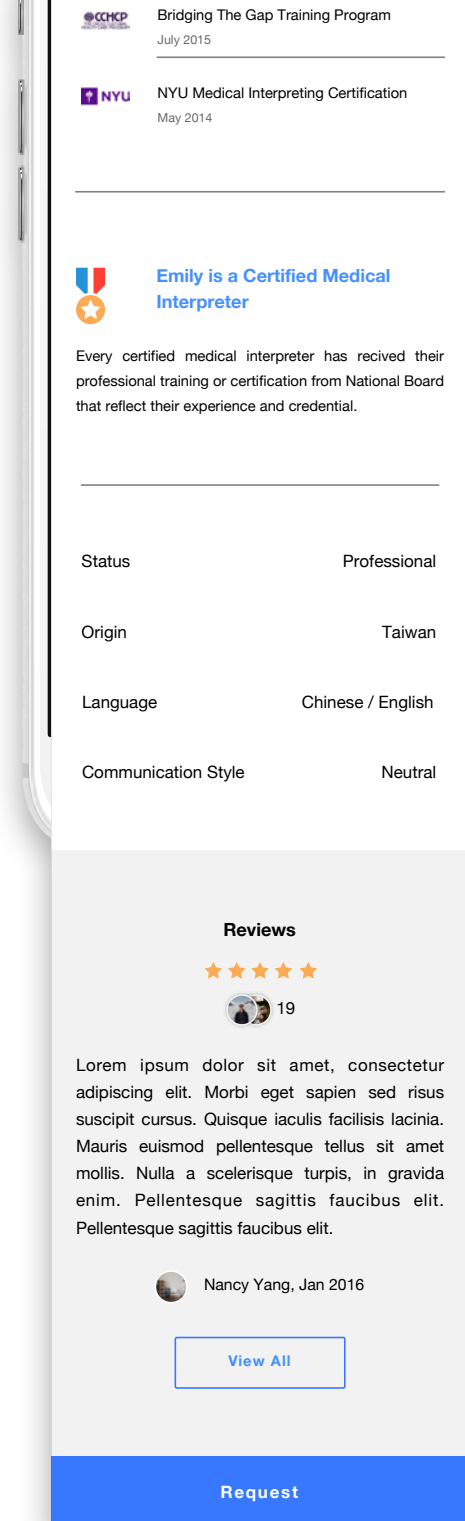 CCHCP
Bridging The Gap Training Program
July 2015
NYU
NYU Medical Interpreting Certification
May 2014
Emily is a Certified Medical
Interpreter
Every certified medical interpreter has recived their
professional training or certification from National Board
that reflect their experience and credential.
Status Professional
Origin Taiwan
Language Chinese / English
Communication Style Neutral
Reviews
19
Lorem ipsum dolor sit amet, consectetur
adipiscing elit. Morbi eget sapien sed risus
suscipit cursus. Quisque iaculis facilisis lacinia.
Mauris euismod pellentesque tellus sit amet
mollis. Nulla a scelerisque turpis, in gravida
enim. Pellentesque sagittis faucibus elit.
Pellentesque sagittis faucibus elit.
Nancy Yang, Jan 2016
View All
Request